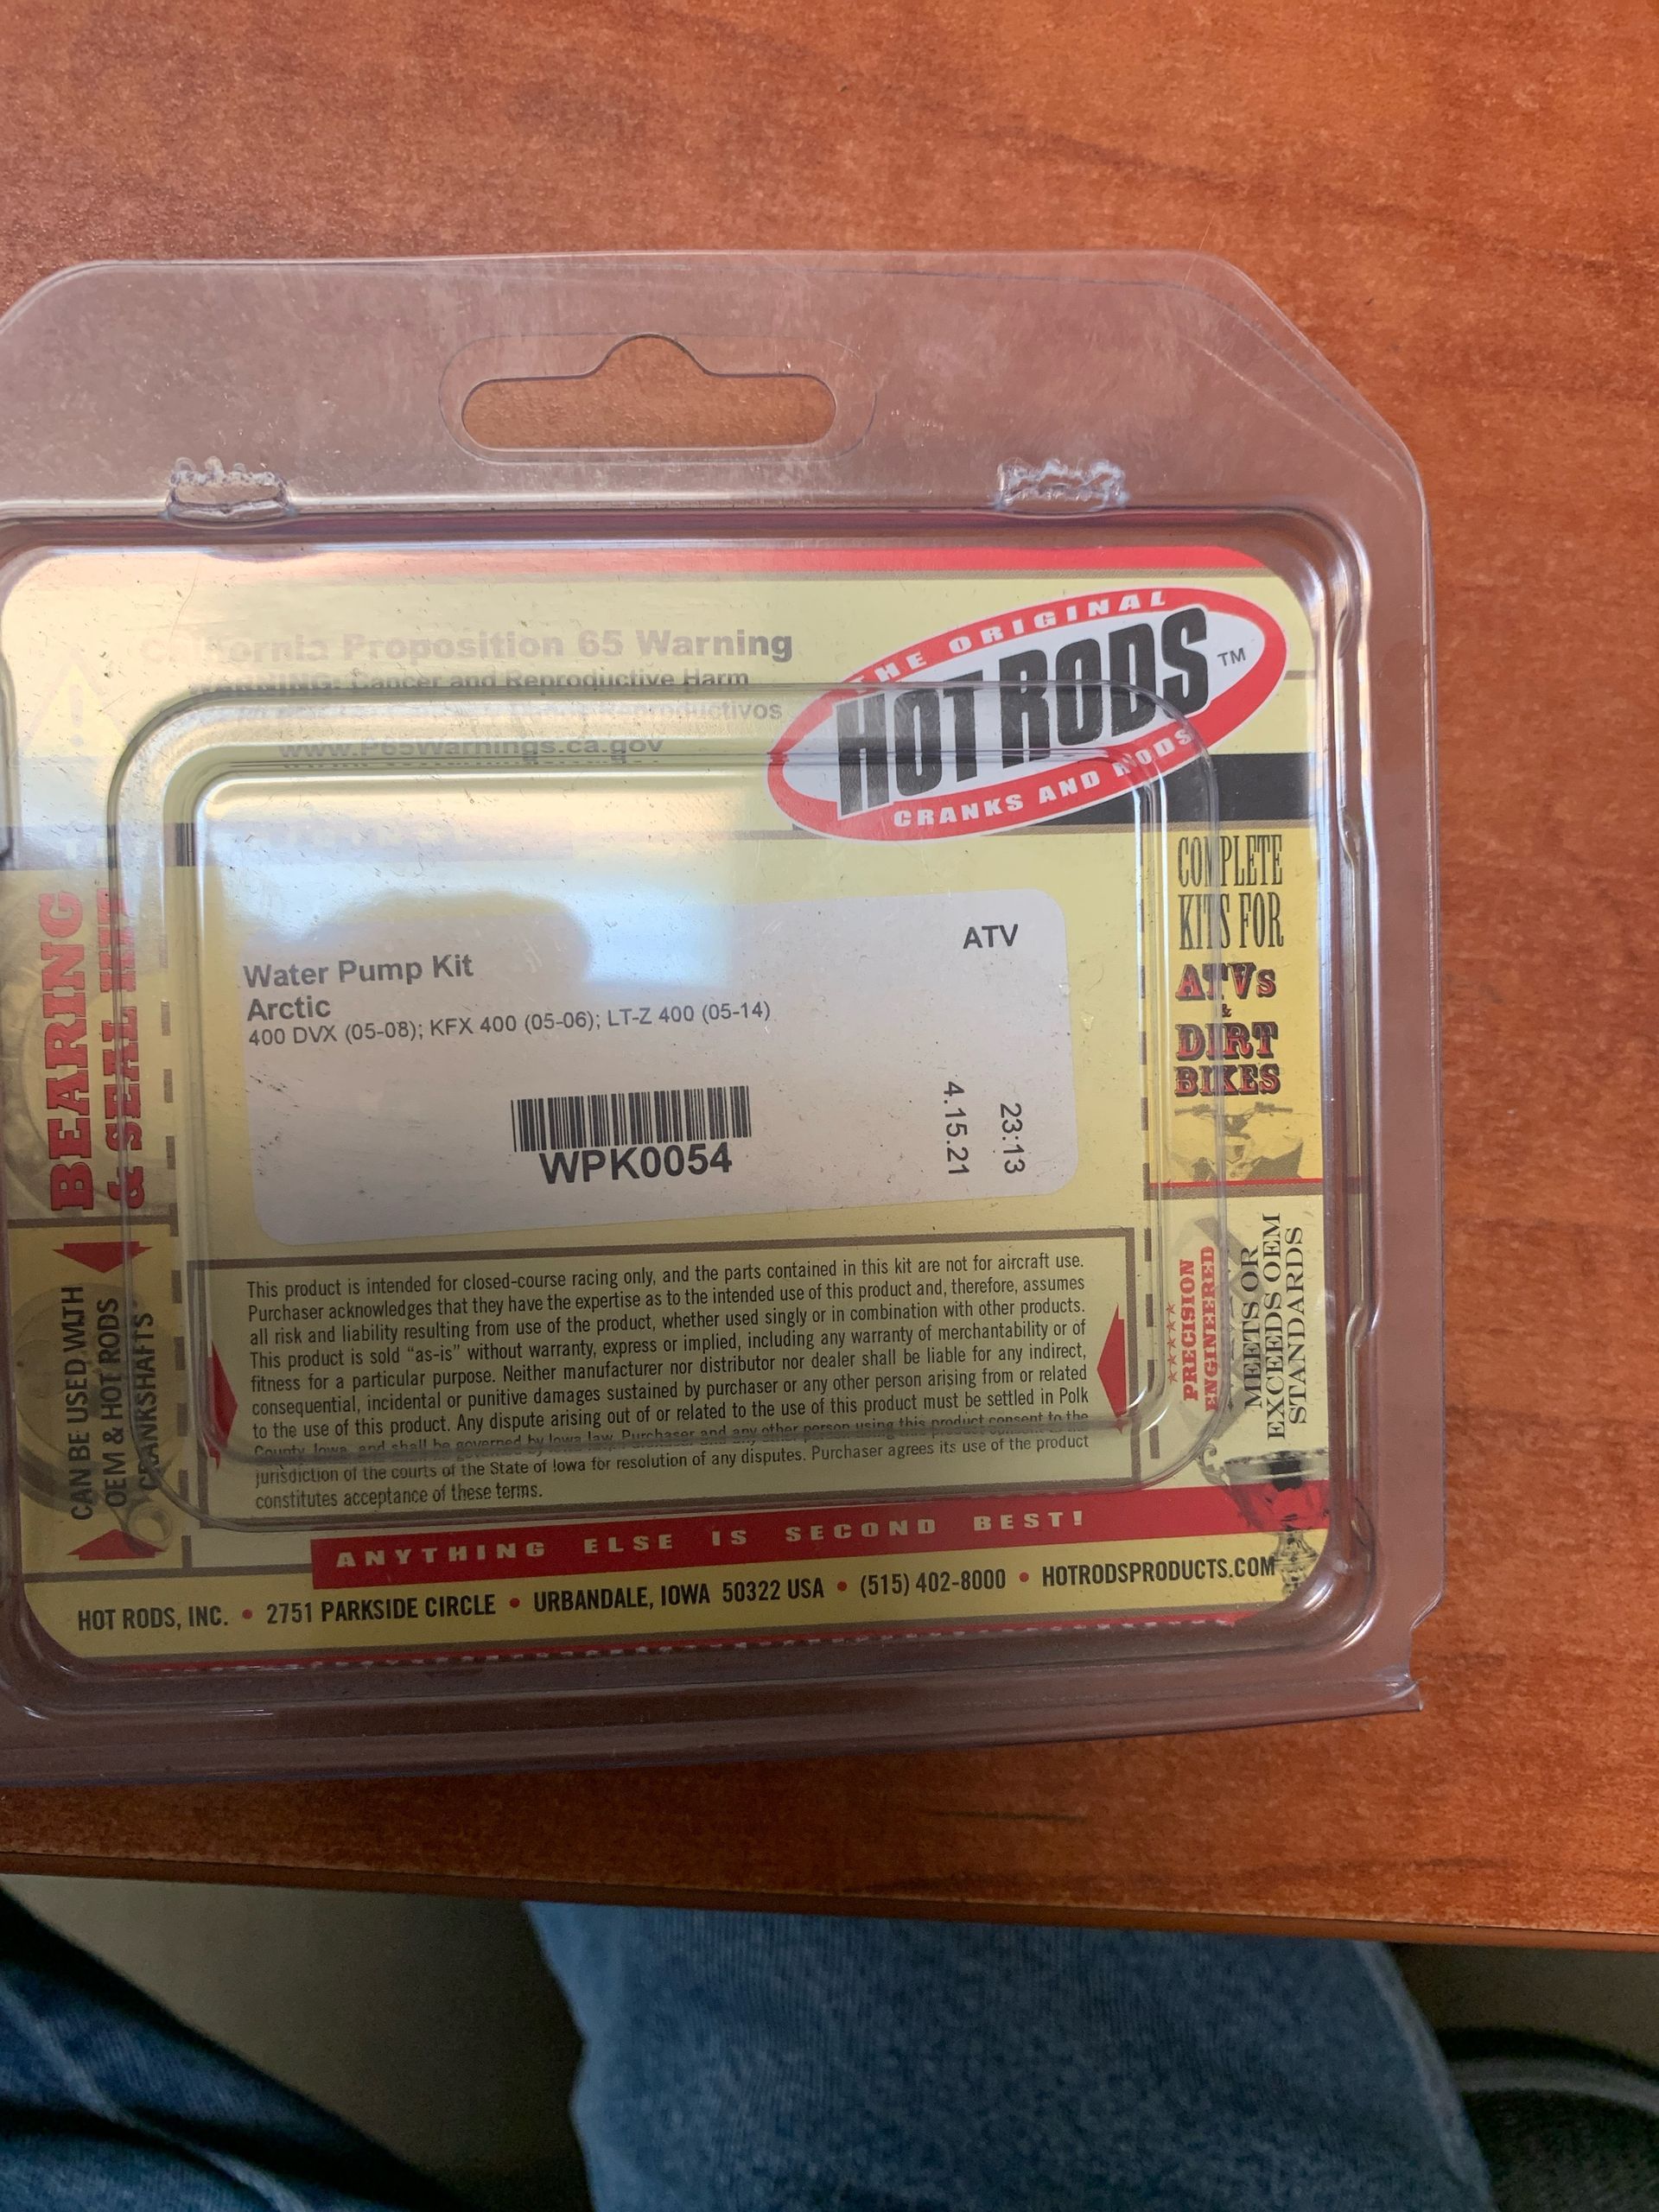 California Proposition 65 Warning
WARNING: Cancer and Reproductive Harm
Reproductivos
www.P65Warnings.ca.gov
THE ORIGINAL
HOT RODS™
CRANKS AND RODS
BEARING
& SEAL KIT
CAN BE USED WITH
OEM & HOT RODS
CRANKSHAFTS
ATV
Water Pump Kit
Arctic
400 DVX (05-08); KFX 400 (05-06); LT-Z 400 (05-14)
WPK0054
4.15.21
23:13
COMPLETE
KITS FOR
ATVs
&
DIRT
BIKES
PRECISION
ENGINEERED
MEETS OR
EXCEEDS OEM
STANDARDS
This product is intended for closed-course racing only, and the parts contained in this kit are not for aircraft use.
Purchaser acknowledges that they have the expertise as to the intended use of this product and, therefore, assumes
all risk and liability resulting from use of the product, whether used singly or in combination with other products.
This product is sold “as-is” without warranty, express or implied, including any warranty of merchantability or of
fitness for a particular purpose. Neither manufacturer nor distributor nor dealer shall be liable for any indirect,
consequential, incidental or punitive damages sustained by purchaser or any other person arising from or related
to the use of this product. Any dispute arising out of or related to the use of this product must be settled in Polk
County, Iowa, and shall be governed by Iowa law. Purchaser and any other person using this product consent to the
jurisdiction of the courts of the State of Iowa for resolution of any disputes. Purchaser agrees its use of the product
constitutes acceptance of these terms.
ANYTHING ELSE IS SECOND BEST!
HOT RODS, INC. • 2751 PARKSIDE CIRCLE • URBANDALE, IOWA 50322 USA • (515) 402-8000 • HOTRODSPRODUCTS.COM